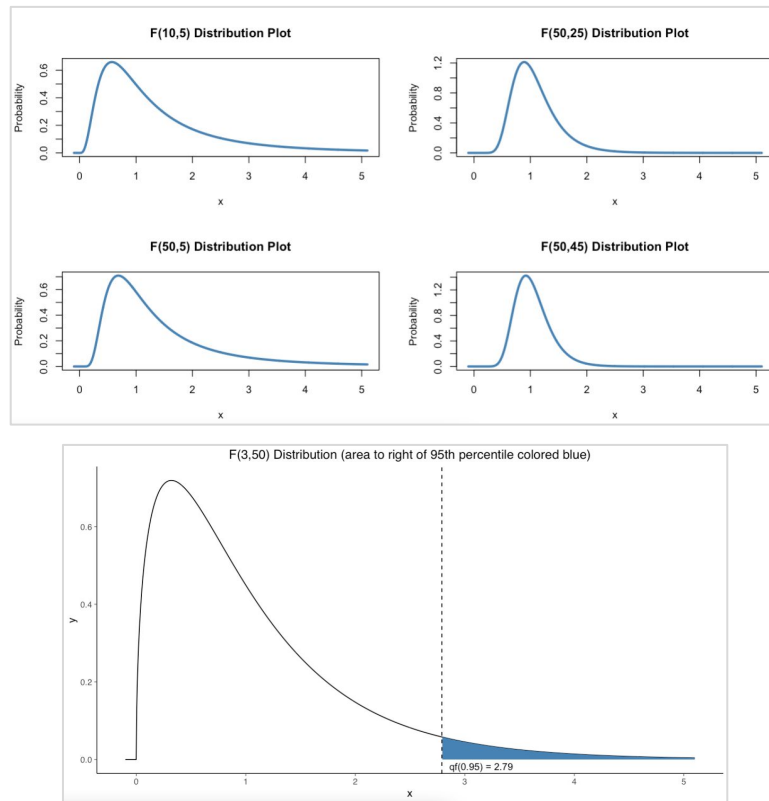 F(10,5) Distribution Plot
Probability
0.0 0.2 0.4 0.6
0 1 2 3 4 5
x
F(50,25) Distribution Plot
Probability
0.0 0.4 0.8 1.2
0 1 2 3 4 5
x
F(50,5) Distribution Plot
Probability
0.0 0.2 0.4 0.6
0 1 2 3 4 5
x
F(50,45) Distribution Plot
Probability
0.0 0.4 0.8 1.2
0 1 2 3 4 5
x
F(3,50) Distribution (area to right of 95th percentile colored blue)
y
0.6
0.4
0.2
0.0
qf(0.95) = 2.79
0 1 2 3 4 5
x